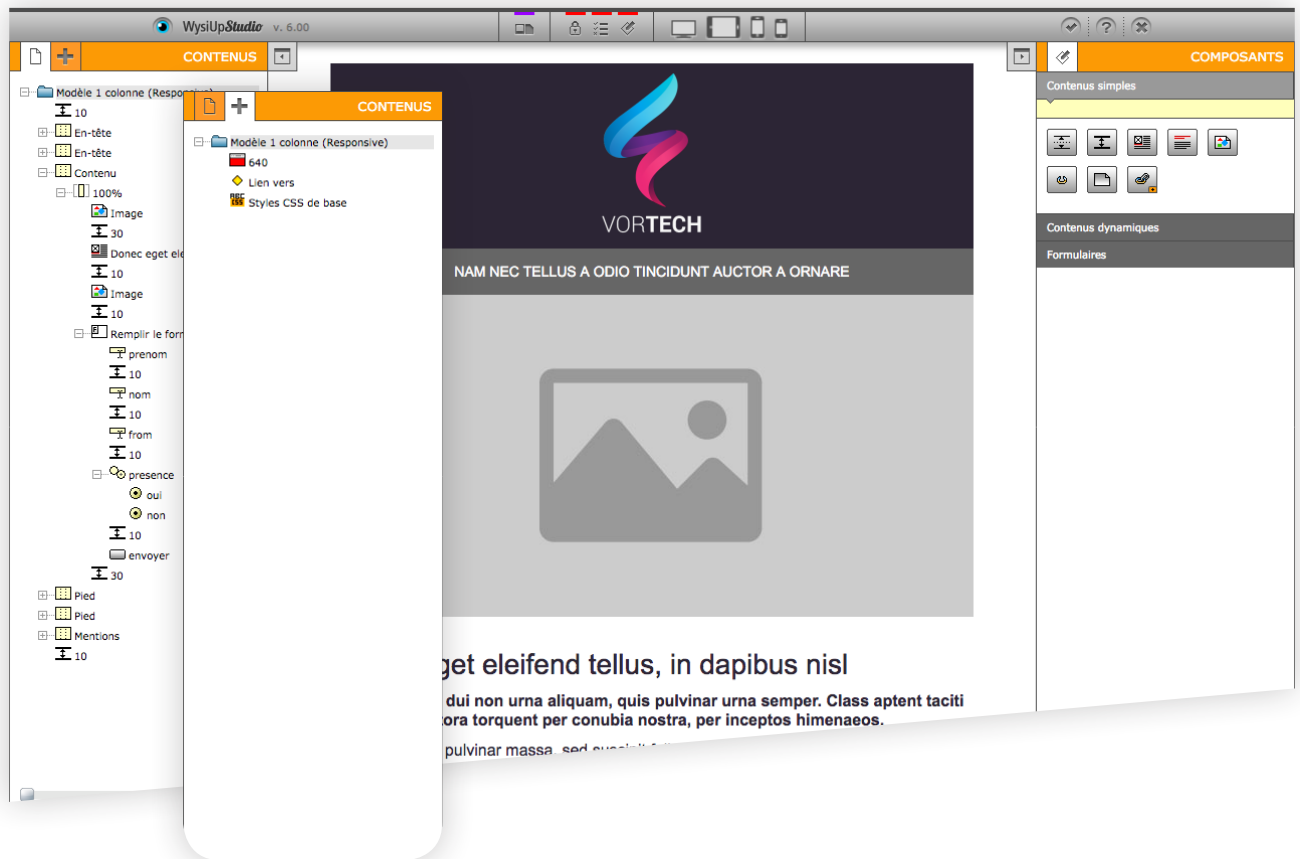 WysiUpStudio v. 6.00
CONTENUS
Modèle 1 colonne (Responsive)
10
En-tête
En-tête
Contenu
100%
Image
30
Donec eget ele
10
Image
10
Remplir le for
prenom
10
nom
10
from
10
presence
oui
non
10
envoyer
30
Pied
Pied
Mentions
10
CONTENUS
Modèle 1 colonne (Responsive)
640
Lien vers
ABC
CSS
Styles CSS de base
VORTECH
NAM NEC TELLUS A ODIO TINCIDUNT AUCTOR A ORNARE
get eleifend tellus, in dapibus nisl
dui non urna aliquam, quis pulvinar urna semper. Class aptent taciti
ora torquent per conubia nostra, per inceptos himenaeos.
pulvinar massa, sed
COMPOSANTS
Contenus simples
Contenus dynamiques
Formulaires